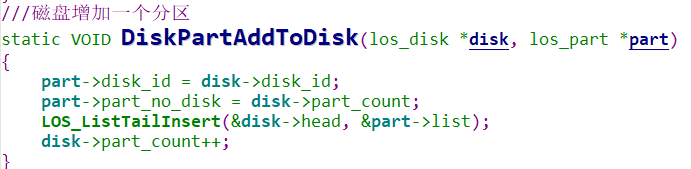 ///磁盘增加一个分区
static VOID DiskPartAddToDisk(los_disk *disk, los_part *part)
{
    part->disk_id = disk->disk_id;
    part->part_no_disk = disk->part_count;
    LOS_ListTailInsert(&disk->head, &part->list);
    disk->part_count++;
}